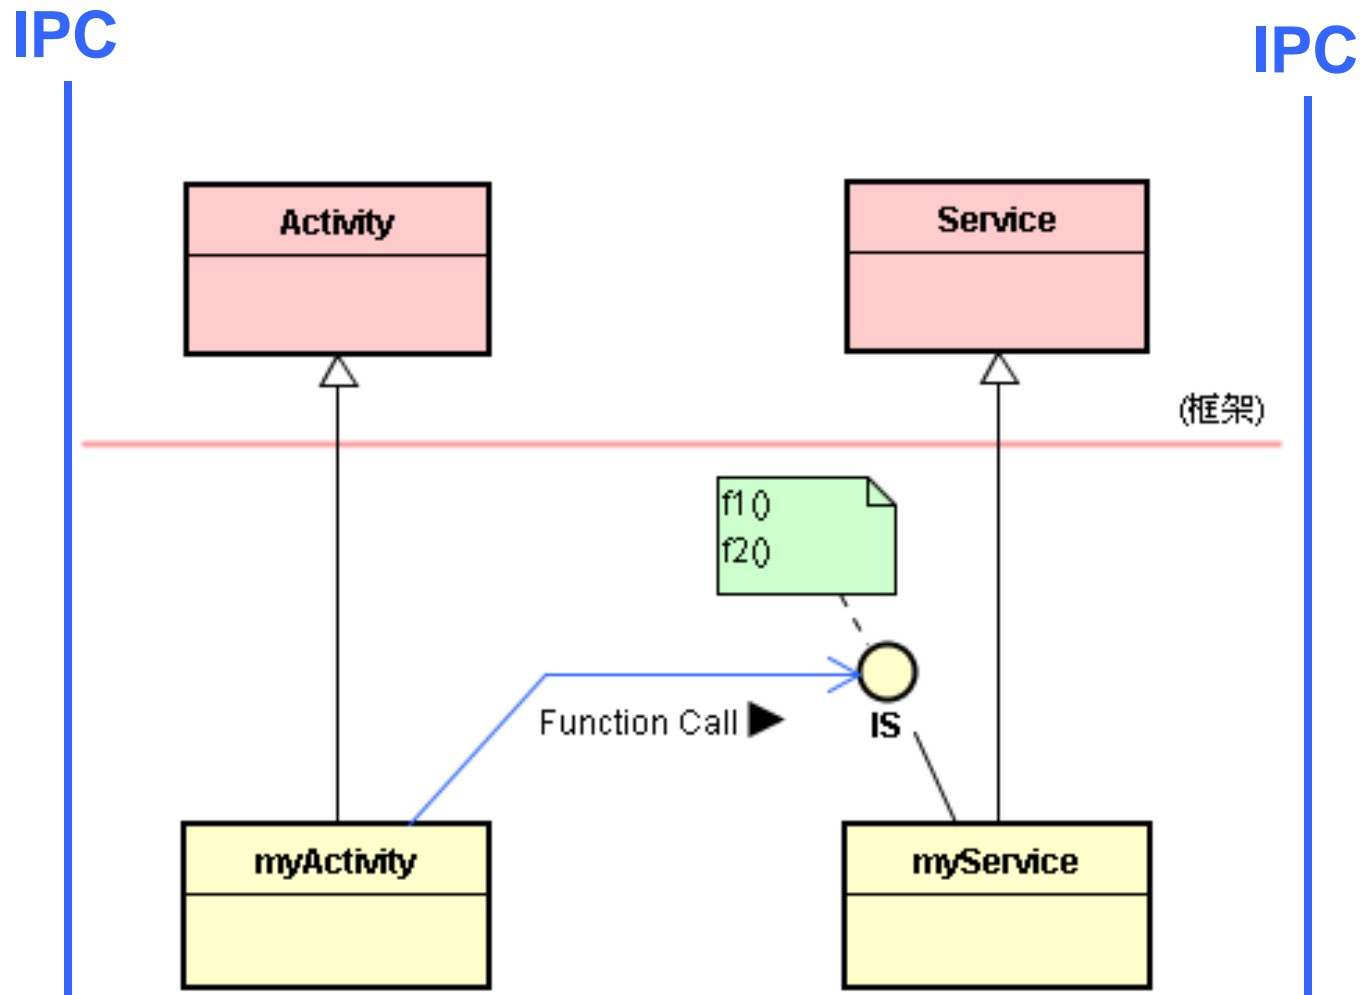 IPC
IPC
Activity
Service
(框架)
f1()
f2()
Function Call
IS
myActivity
myService